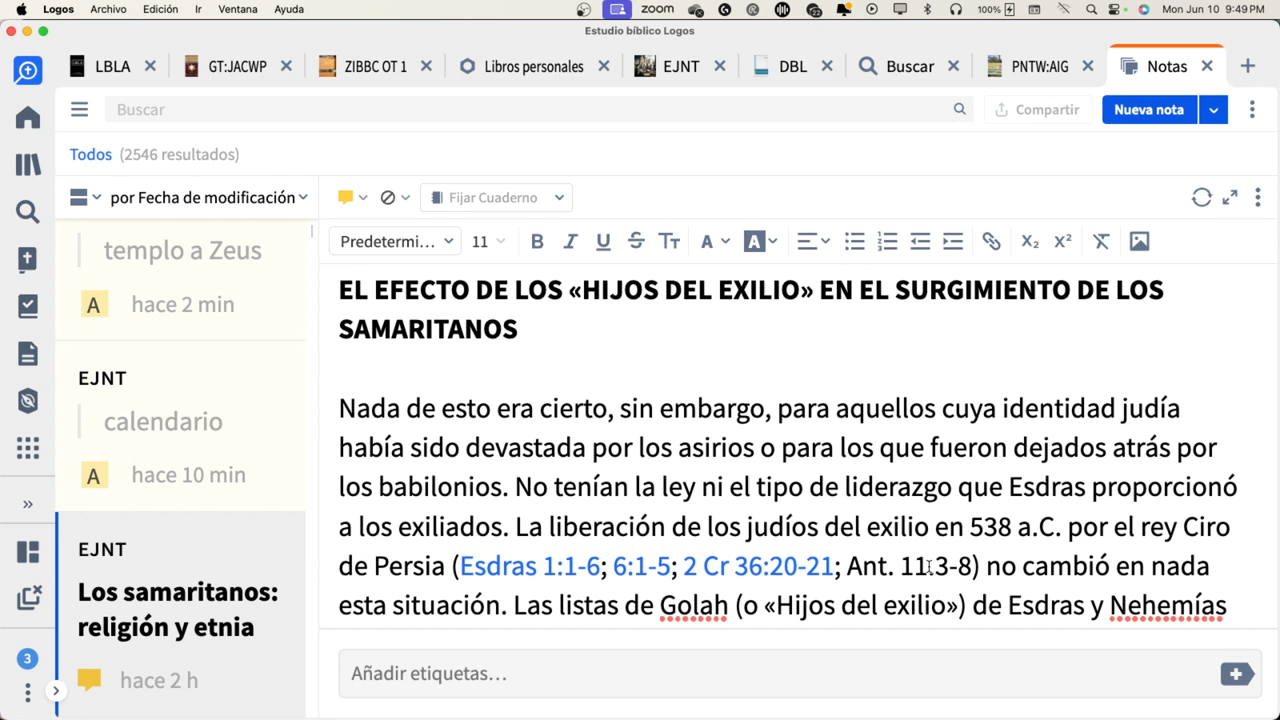 Logos Archivo Edición Ir Ventana Ayuda zoom 100% Mon Jun 10 9:49 PM
Estudio bíblico Logos
LBLA GT:JACWP ZIBBC OT 1 Libros personales EJNT DBL Buscar PNTW:AIG Notas
Buscar Compartir Nueva nota
Todos (2546 resultados)
por Fecha de modificación Fijar Cuaderno
Predetermi... 11 B I U S TT A A X₂ X²
templo a Zeus
A hace 2 min
EJNT
calendario
A hace 10 min
EJNT
Los samaritanos:
religión y etnia
hace 2 h
3
EL EFECTO DE LOS «HIJOS DEL EXILIO» EN EL SURGIMIENTO DE LOS
SAMARITANOS
Nada de esto era cierto, sin embargo, para aquellos cuya identidad judía
había sido devastada por los asirios o para los que fueron dejados atrás por
los babilonios. No tenían la ley ni el tipo de liderazgo que Esdras proporcionó
a los exiliados. La liberación de los judíos del exilio en 538 a.C. por el rey Ciro
de Persia (Esdras 1:1-6; 6:1-5; 2 Cr 36:20-21; Ant. 11:3-8) no cambió en nada
esta situación. Las listas de Golah (o «Hijos del exilio») de Esdras y Nehemías
Añadir etiquetas...